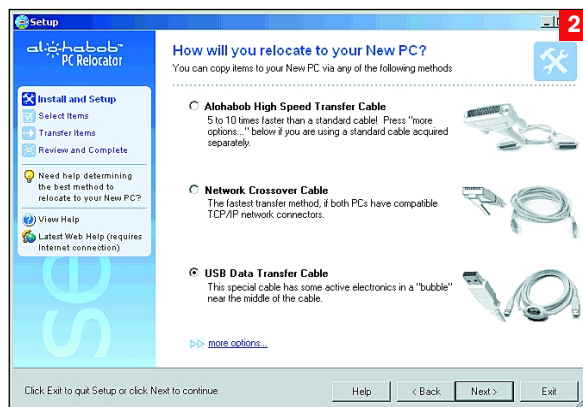 Setup
2
alohabob™
PC Relocator
How will you relocate to your New PC?
You can copy items to your New PC via any of the following methods
Install and Setup
Select Items
Transfer Items
Review and Complete
Need help determining
the best method to
relocate to your New PC?
View Help
Latest Web Help (requires
Internet connection)
Alohabob High Speed Transfer Cable
5 to 10 times faster than a standard cable! Press "more
options..." below if you are using a standard cable acquired
separately.
Network Crossover Cable
The fastest transfer method, if both PCs have compatible
TCP/IP network connectors.
USB Data Transfer Cable
This special cable has some active electronics in a "bubble"
near the middle of the cable.
more options...
Click Exit to quit Setup or click Next to continue
Help
< Back
Next >
Exit